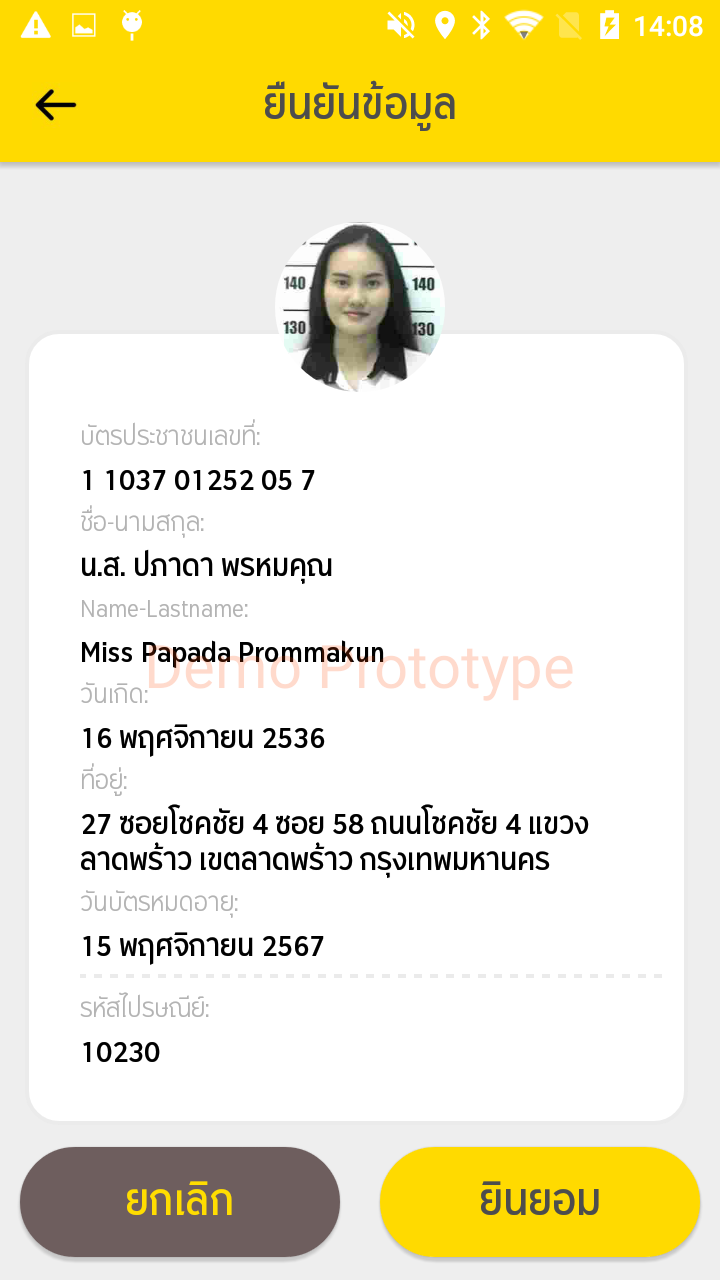 14:08
ยืนยันข้อมูล
140 140
130 130
บัตรประชาชนเลขที่:
1 1037 01252 05 7
ชื่อ-นามสกุล:
น.ส. ปภาดา พรหมคุณ
Name-Lastname:
Miss Papada Prommakun
Demo Prototype
วันเกิด:
16 พฤศจิกายน 2536
ที่อยู่:
27 ซอยโชคชัย 4 ซอย 58 ถนนโชคชัย 4 แขวง
ลาดพร้าว เขตลาดพร้าว กรุงเทพมหานคร
วันบัตรหมดอายุ:
15 พฤศจิกายน 2567
รหัสไปรษณีย์:
10230
ยกเลิก
ยินยอม